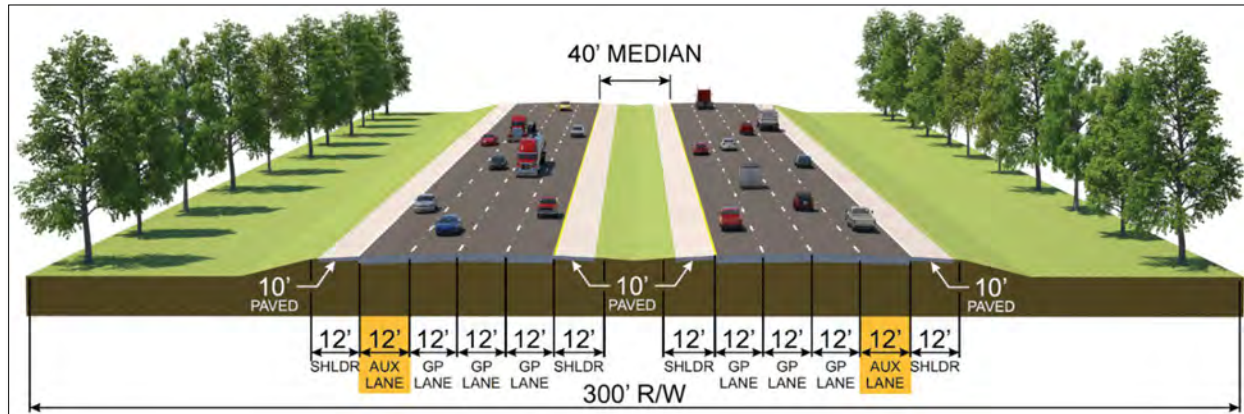 40' MEDIAN
10'
PAVED
10'
PAVED
10'
PAVED
12' 12' 12' 12' 12' 12' 12' 12' 12' 12' 12' 12'
SHLDR AUX LANE GP LANE GP LANE GP LANE SHLDR SHLDR GP LANE GP LANE GP LANE AUX LANE SHLDR
300' R/W